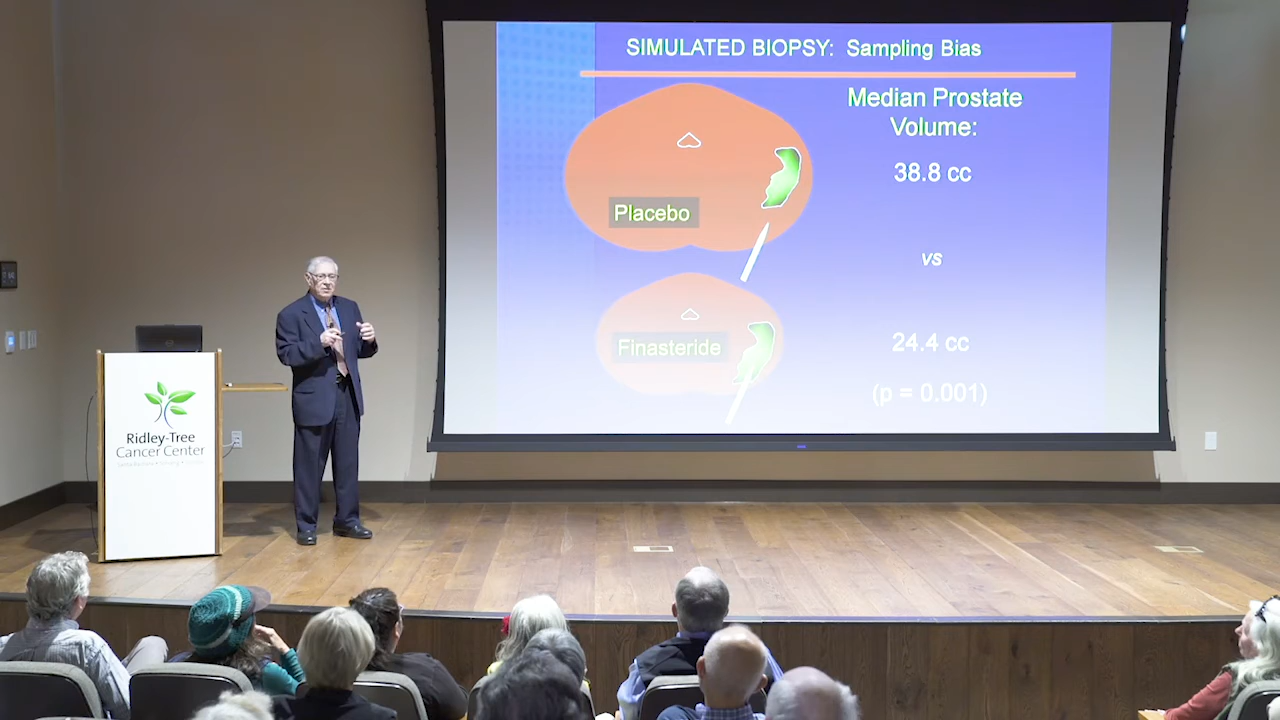 SIMULATED BIOPSY: Sampling Bias
Median Prostate
Volume:
38.8 cc
Placebo
vs
Finasteride
24.4 cc
(p = 0.001)
Ridley-Tree
Cancer Center